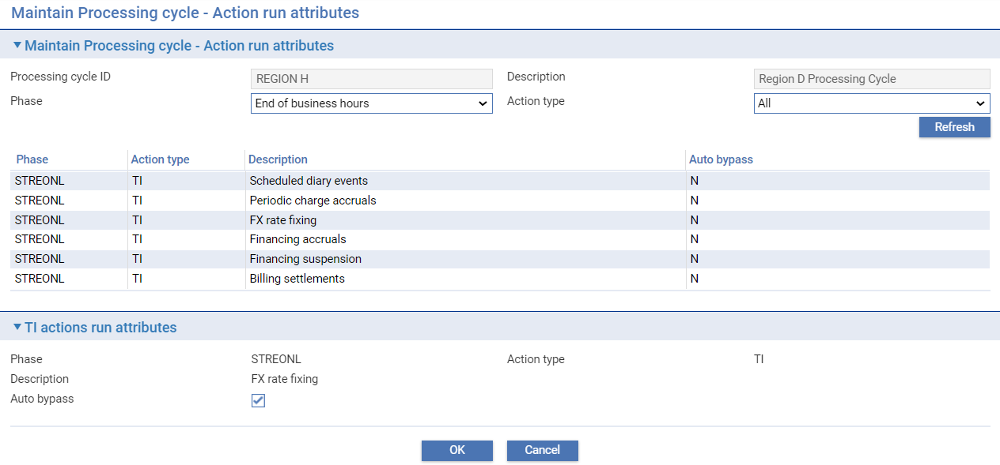 Maintain Processing cycle - Action run attributes
Maintain Processing cycle - Action run attributes
Processing cycle ID REGION H Description Region D Processing Cycle
Phase End of business hours Action type All
Refresh
Phase Action type Description Auto bypass
STREONL TI Scheduled diary events N
STREONL TI Periodic charge accruals N
STREONL TI FX rate fixing N
STREONL TI Financing accruals N
STREONL TI Financing suspension N
STREONL TI Billing settlements N
TI actions run attributes
Phase STREONL Action type TI
Description FX rate fixing
Auto bypass
OK Cancel